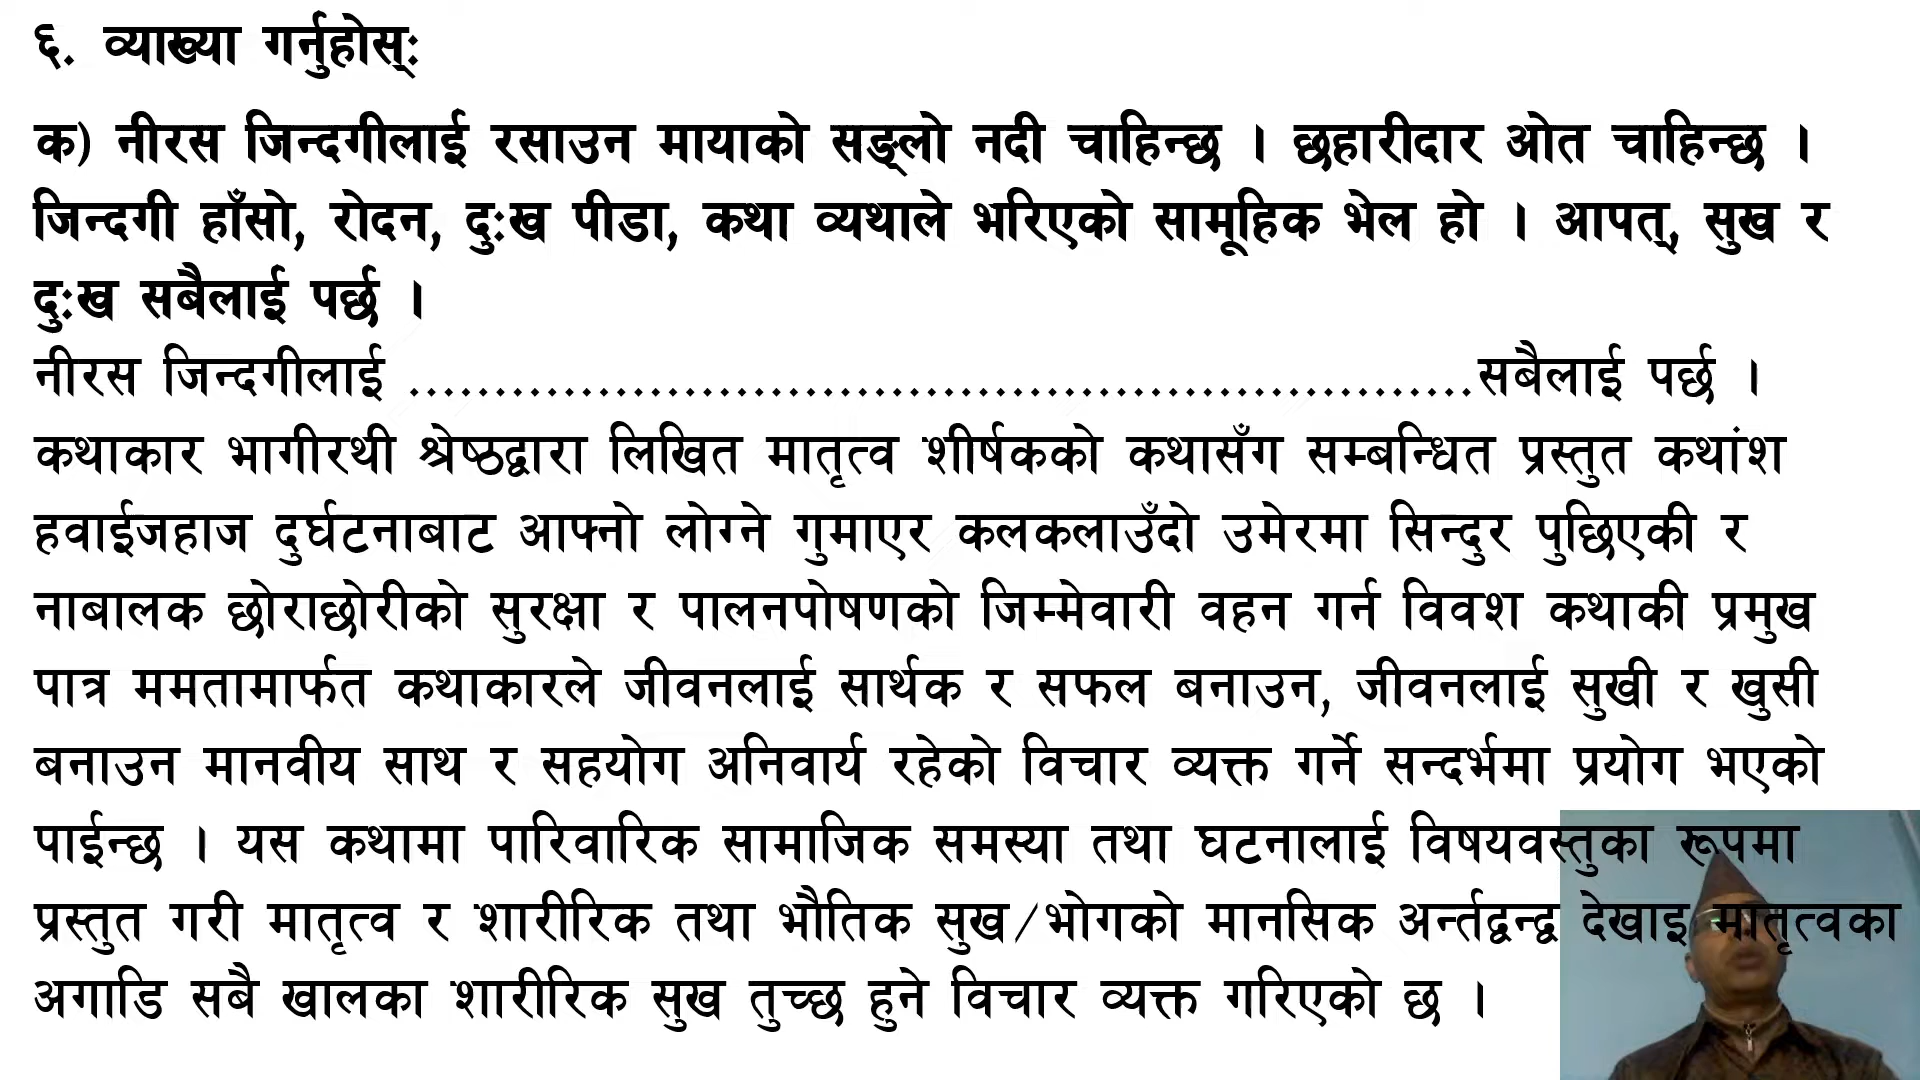 ६. व्याख्या गर्नुहोस्ः
क) नीरस जिन्दगीलाई रसाउन मायाको सङ्लो नदी चाहिन्छ । छहारीदार ओत चाहिन्छ ।
जिन्दगी हाँसो, रोदन, दुःख पीडा, कथा व्यथाले भरिएको सामूहिक भेल हो । आपत्, सुख र
दुःख सबैलाई पर्छ ।
नीरस जिन्दगीलाई ...........................................................................सबैलाई पर्छ ।
कथाकार भागीरथी श्रेष्ठद्वारा लिखित मातृत्व शीर्षकको कथासँग सम्बन्धित प्रस्तुत कथांश
हवाईजहाज दुर्घटनाबाट आफ्नो लोग्ने गुमाएर कलकलाउँदो उमेरमा सिन्दुर पुछिएकी र
नाबालक छोराछोरीको सुरक्षा र पालनपोषणको जिम्मेवारी वहन गर्न विवश कथाकी प्रमुख
पात्र ममतामार्फत कथाकारले जीवनलाई सार्थक र सफल बनाउन, जीवनलाई सुखी र खुसी
बनाउन मानवीय साथ र सहयोग अनिवार्य रहेको विचार व्यक्त गर्ने सन्दर्भमा प्रयोग भएको
पाईन्छ । यस कथामा पारिवारिक सामाजिक समस्या तथा घटनालाई विषयवस्तुका रूपमा
प्रस्तुत गरी मातृत्व र शारीरिक तथा भौतिक सुख/भोगको मानसिक अर्न्तद्वन्द्व देखाइ मातृत्वका
अगाडि सबै खालका शारीरिक सुख तुच्छ हुने विचार व्यक्त गरिएको छ ।